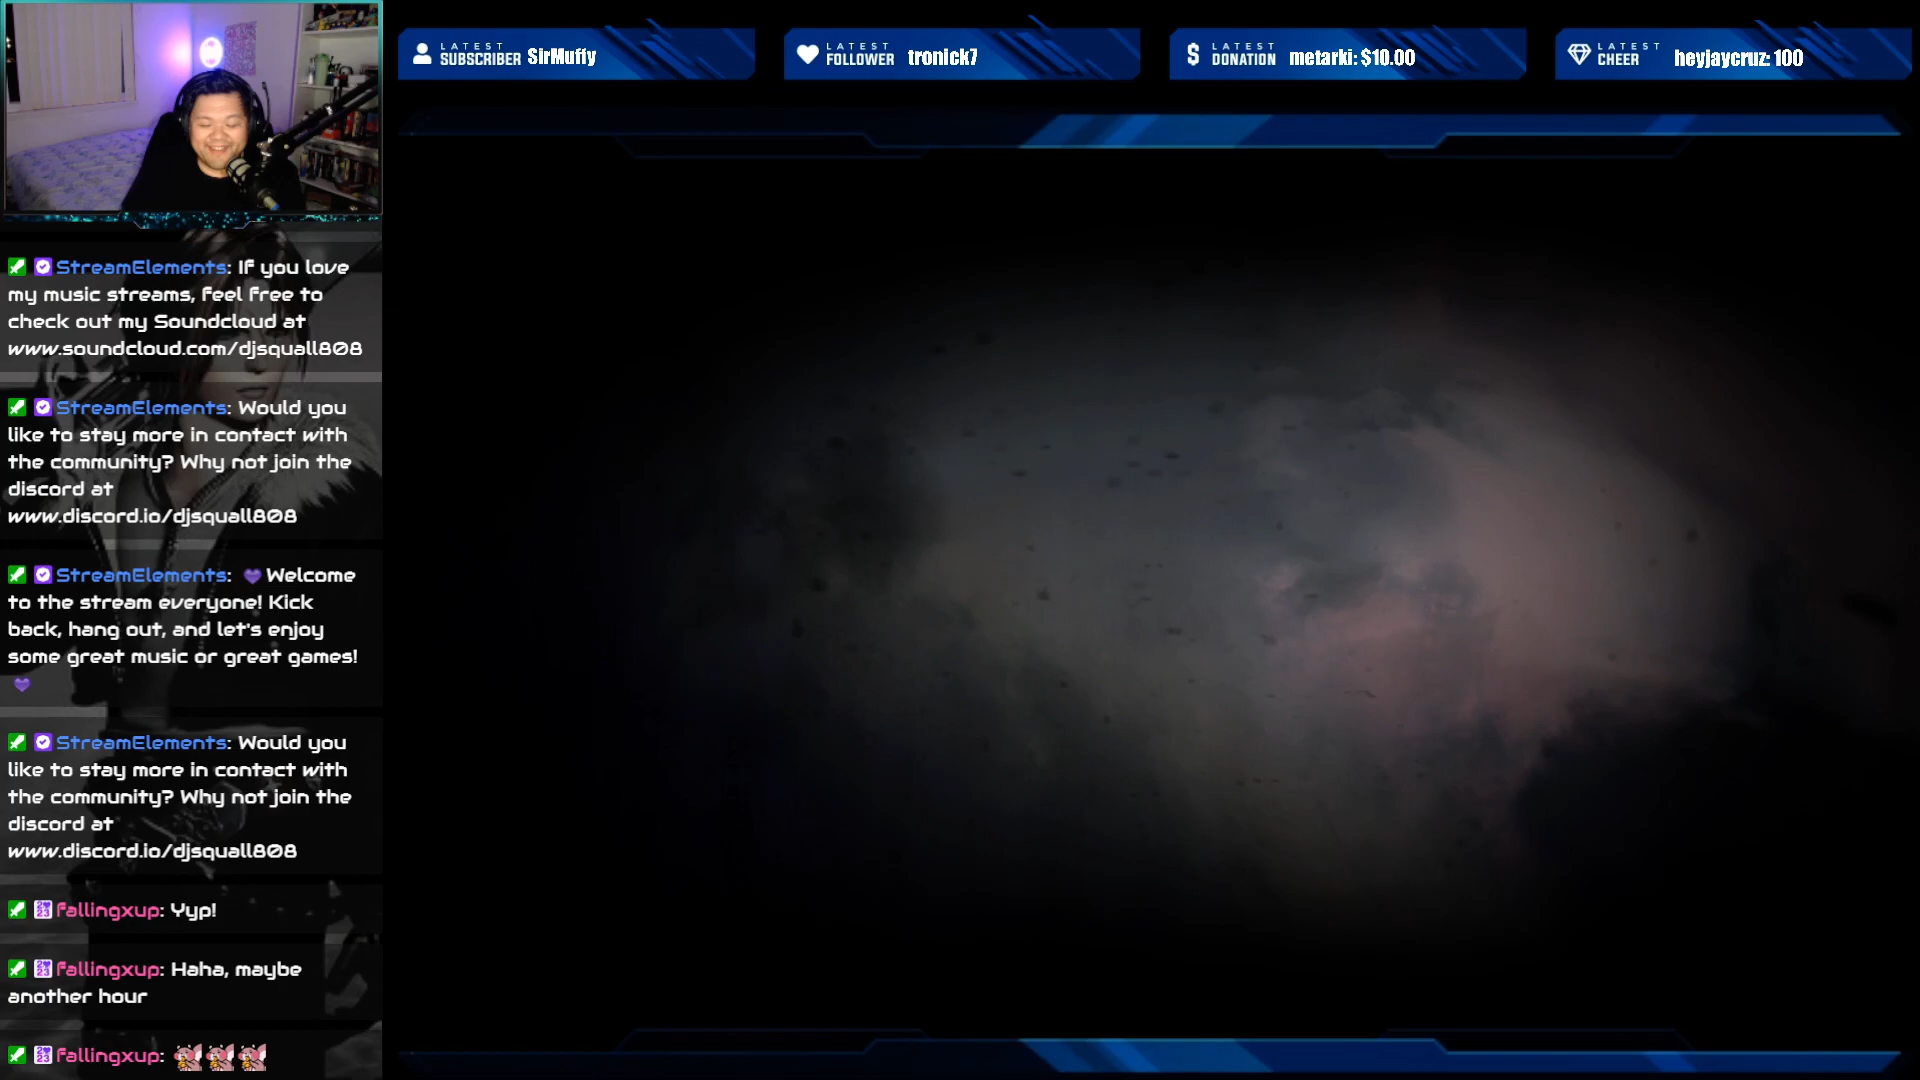 LATEST
SUBSCRIBER SirMuffy
LATEST
FOLLOWER tronick7
LATEST
DONATION metarki: $10.00
LATEST
CHEER heyjaycruz: 100
StreamElements: If you love
my music streams, feel free to
check out my Soundcloud at
www.soundcloud.com/djsquall808
StreamElements: Would you
like to stay more in contact with
the community? Why not join the
discord at
www.discord.io/djsquall808
StreamElements: 💜Welcome
to the stream everyone! Kick
back, hang out, and let's enjoy
some great music or great games!
💜
StreamElements: Would you
like to stay more in contact with
the community? Why not join the
discord at
www.discord.io/djsquall808
fallingxup: Yyp!
fallingxup: Haha, maybe
another hour
fallingxup: